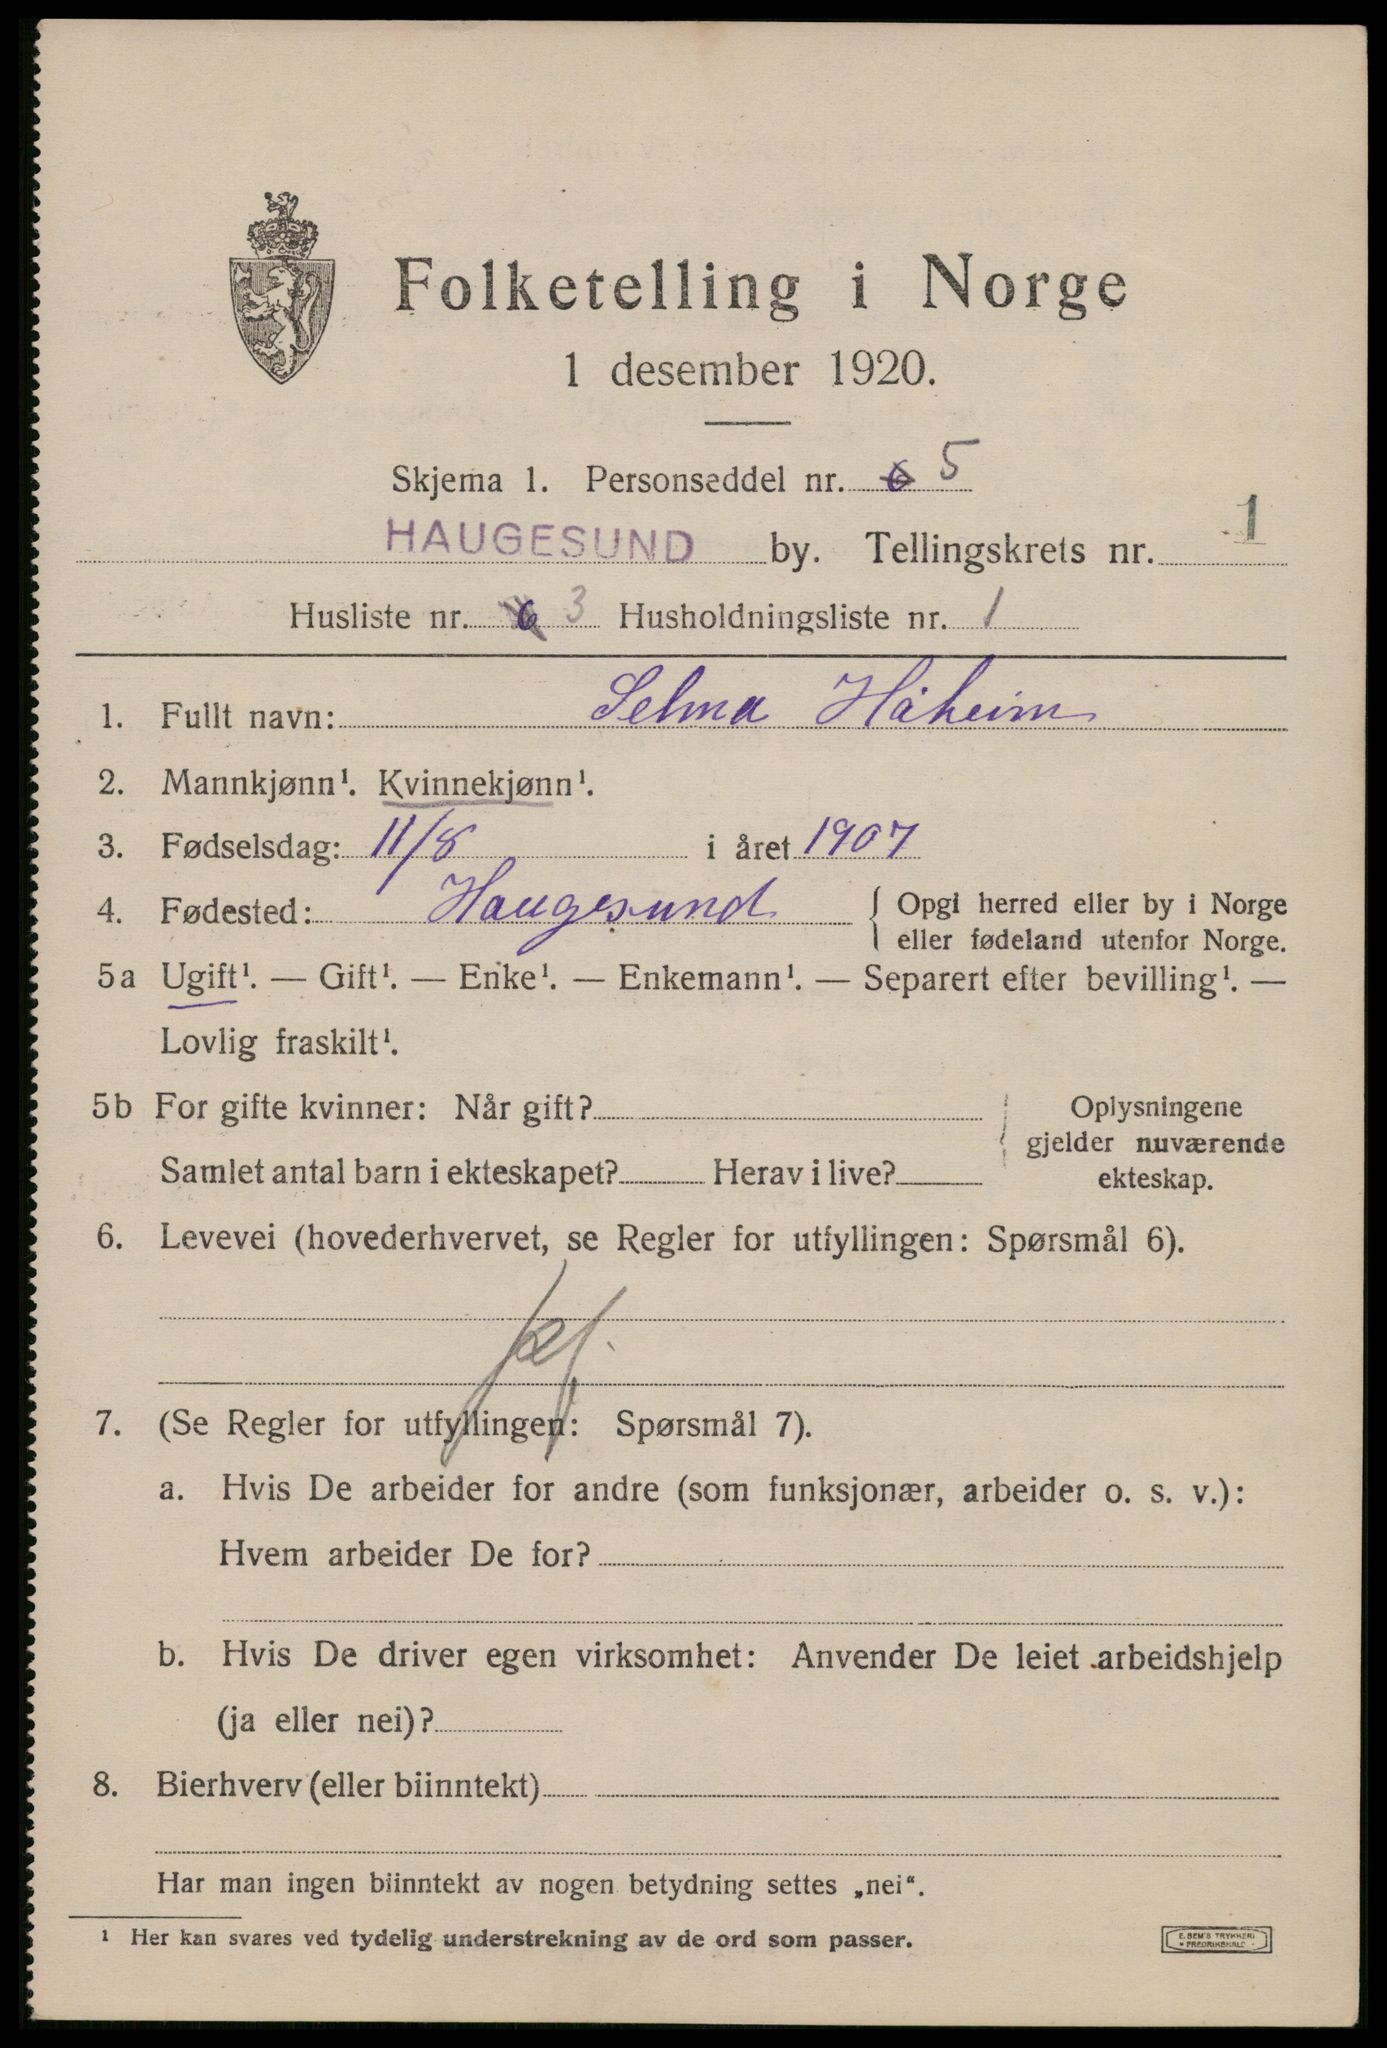 Folketelling i Norge
1 desember 1920.
Skjema 1. Personseddel nr. 6 5
HAUGESUND by. Tellingskrets nr. 1
Husliste nr. 6 3 Husholdningsliste nr. 1
1. Fullt navn: Selma Håheim
2. Mannkjønn¹. Kvinnekjønn¹.
3. Fødselsdag: 11/8 i året 1907
4. Fødested: Haugesund { Opgi herred eller by i Norge
eller fødeland utenfor Norge.
5a Ugift¹. — Gift¹. — Enke¹. — Enkemann¹. — Separert efter bevilling¹. —
Lovlig fraskilt¹.
5b For gifte kvinner: Når gift? Oplysningene
gjelder nuværende
Samlet antal barn i ekteskapet? Herav i live? ekteskap.
6. Levevei (hovederhvervet, se Regler for utfyllingen: Spørsmål 6).
7. (Se Regler for utfyllingen: Spørsmål 7).
a. Hvis De arbeider for andre (som funksjonær, arbeider o. s. v.):
Hvem arbeider De for?
b. Hvis De driver egen virksomhet: Anvender De leiet arbeidshjelp
(ja eller nei)?
8. Bierhverv (eller biinntekt)
Har man ingen biinntekt av nogen betydning settes „nei“.
¹ Her kan svares ved tydelig understrekning av de ord som passer.
E. SEM'S TRYKKERI
FREDRIKSHALD